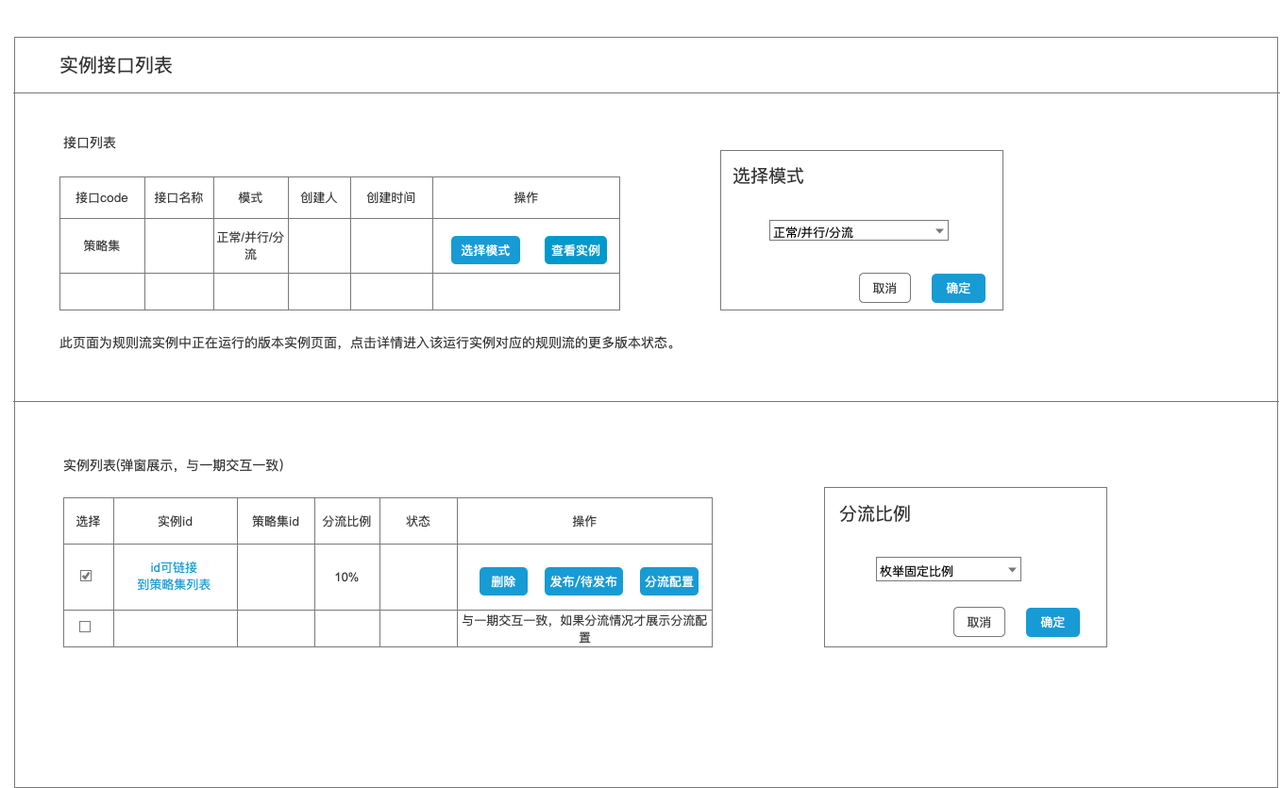 实例接口列表
接口列表
接口code 接口名称 模式 创建人 创建时间 操作
策略集 正常/并行/分
流 选择模式 查看实例
选择模式
正常/并行/分流
取消 确定
此页面为规则流实例中正在运行的版本实例页面，点击详情进入该运行实例对应的规则流的更多版本状态。
实例列表(弹窗展示，与一期交互一致)
选择 实例id 策略集id 分流比例 状态 操作
id可链接
到策略集列表 10% 删除 发布/待发布 分流配置
与一期交互一致，如果分流情况才展示分流配
置
分流比例
枚举固定比例
取消 确定